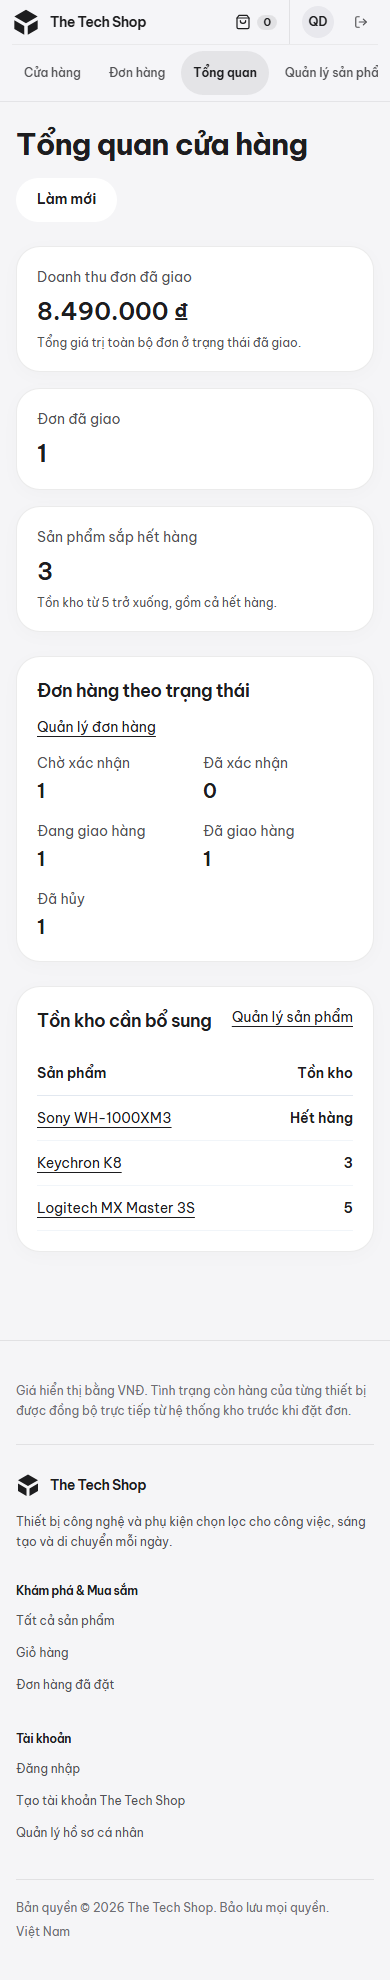 The Tech Shop
0
QD
Cửa hàng
Đơn hàng
Tổng quan
Quản lý sản phẩ
Tổng quan cửa hàng
Làm mới
Doanh thu đơn đã giao
8.490.000 ₫
Tổng giá trị toàn bộ đơn ở trạng thái đã giao.
Đơn đã giao
1
Sản phẩm sắp hết hàng
3
Tồn kho từ 5 trở xuống, gồm cả hết hàng.
Đơn hàng theo trạng thái
Quản lý đơn hàng
Chờ xác nhận
1
Đã xác nhận
0
Đang giao hàng
1
Đã giao hàng
1
Đã hủy
1
Tồn kho cần bổ sung
Quản lý sản phẩm
Sản phẩm
Tồn kho
Sony WH-1000XM3
Hết hàng
Keychron K8
3
Logitech MX Master 3S
5
Giá hiển thị bằng VNĐ. Tình trạng còn hàng của từng thiết bị
được đồng bộ trực tiếp từ hệ thống kho trước khi đặt đơn.
The Tech Shop
Thiết bị công nghệ và phụ kiện chọn lọc cho công việc, sáng
tạo và di chuyển mỗi ngày.
Khám phá & Mua sắm
Tất cả sản phẩm
Giỏ hàng
Đơn hàng đã đặt
Tài khoản
Đăng nhập
Tạo tài khoản The Tech Shop
Quản lý hồ sơ cá nhân
Bản quyền © 2026 The Tech Shop. Bảo lưu mọi quyền.
Việt Nam